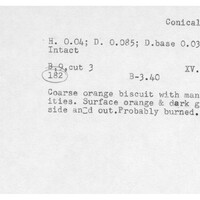 Conical
H. 0.04; D. 0.085; D.base 0.03
Intact
B.9,cut 3 XV.
182 B-3.40
Coarse orange biscuit with man
ities. Surface orange & dark g
side and out.Probably burned.